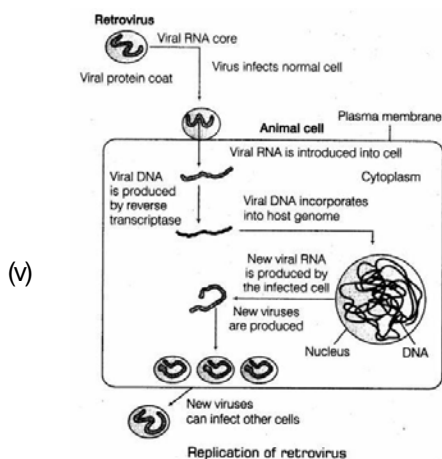 Retrovirus
Viral RNA core
Viral protein coat
Virus infects normal cell
Plasma membrane
Animal cell
Viral RNA is introduced into cell
Cytoplasm
Viral DNA
is produced
by reverse
transcriptase
Viral DNA incorporates
into host genome
(v)
New viral RNA
is produced by
the infected cell
New viruses
are produced
Nucleus
DNA
New viruses
can infect other cells
Replication of retrovirus